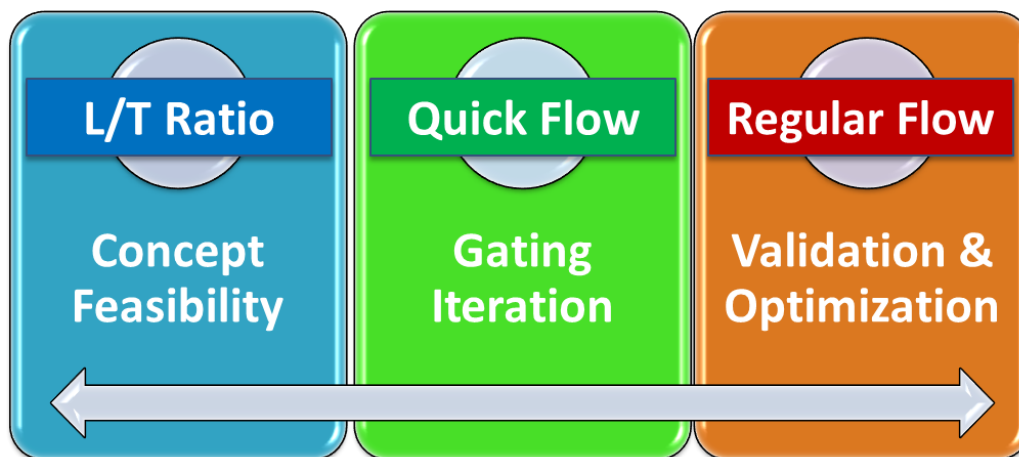 L/T Ratio
Concept
Feasibility
Quick Flow
Gating
Iteration
Regular Flow
Validation &
Optimization